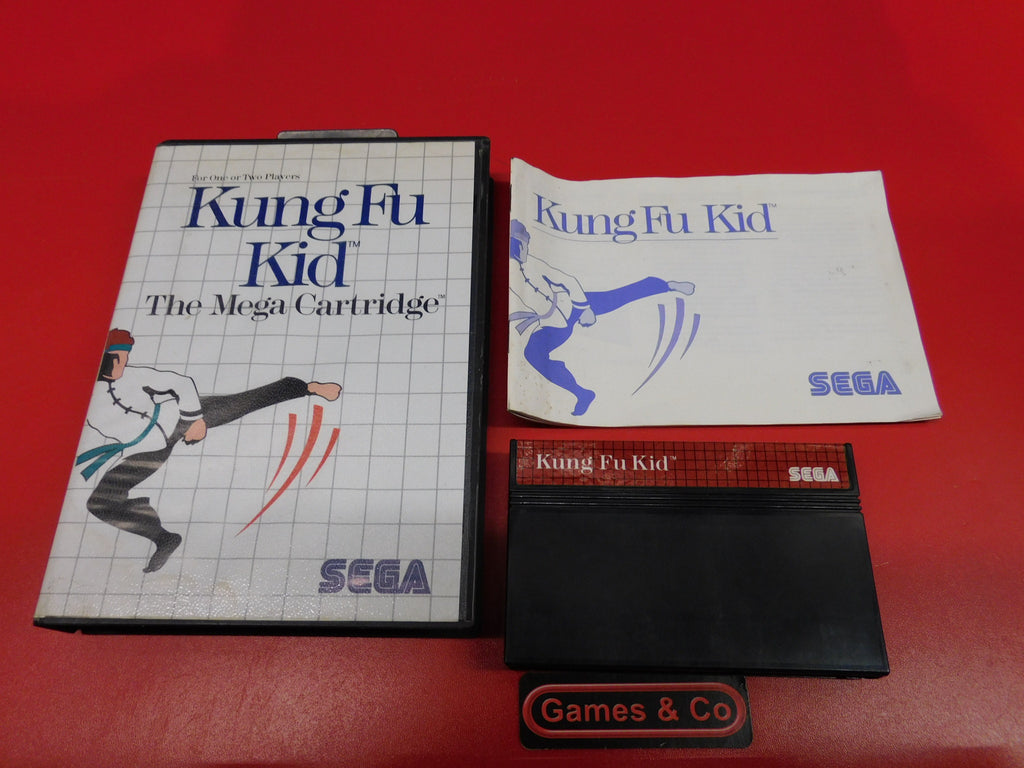 For One or Two Players
Kung Fu
Kid™
The Mega Cartridge™
SEGA
Kung Fu Kid™
SEGA
Kung Fu Kid™
SEGA
Games & Co